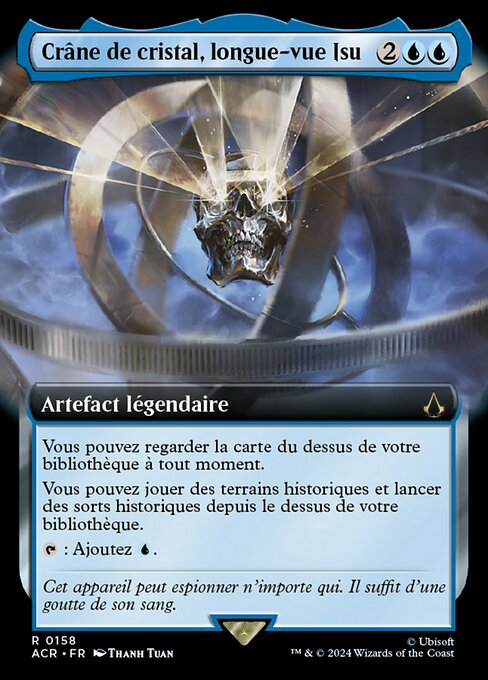 Crâne de cristal, longue-vue Isu 2
Artefact légendaire
Vous pouvez regarder la carte du dessus de votre
bibliothèque à tout moment.
Vous pouvez jouer des terrains historiques et lancer
des sorts historiques depuis le dessus de votre
bibliothèque.
: Ajoutez .
Cet appareil peut espionner n'importe qui. Il suffit d'une
goutte de son sang.
R 0158
ACR • FR Thanh Tuan
© Ubisoft
™ & © 2024 Wizards of the Coast